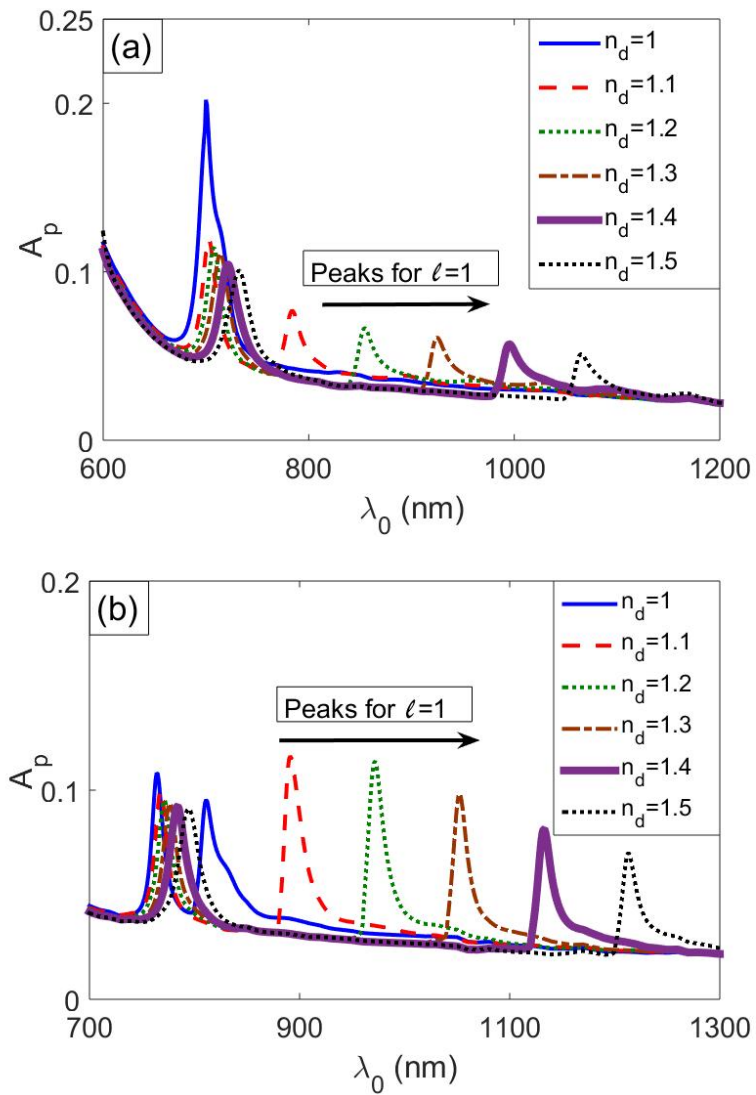 (a)
0.25
0.2
0.1
0
A_p
600
800
1000
1200
λ_0 (nm)
n_d=1
n_d=1.1
n_d=1.2
n_d=1.3
n_d=1.4
n_d=1.5
Peaks for ℓ=1
(b)
0.2
0.1
0
A_p
700
900
1100
1300
λ_0 (nm)
n_d=1
n_d=1.1
n_d=1.2
n_d=1.3
n_d=1.4
n_d=1.5
Peaks for ℓ=1